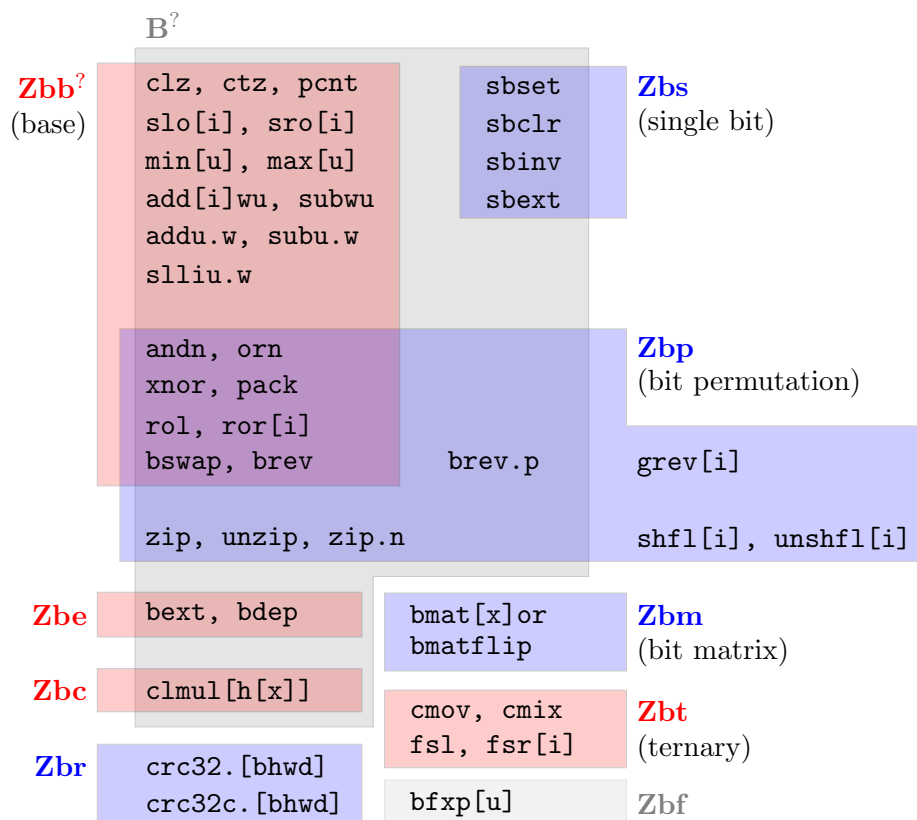 B?
Zbb?
(base)
clz, ctz, pcnt
slo[i], sro[i]
min[u], max[u]
add[i]wu, subwu
addu.w, subu.w
slliu.w
sbset
sbclr
sbinv
sbext
Zbs
(single bit)
andn, orn
xnor, pack
rol, ror[i]
bswap, brev
brev.p
Zbp
(bit permutation)
grev[i]
zip, unzip, zip.n
shfl[i], unshfl[i]
Zbe
bext, bdep
bmat[x]or
bmatflip
Zbm
(bit matrix)
Zbc
clmul[h[x]]
cmov, cmix
fsl, fsr[i]
Zbt
(ternary)
Zbr
crc32.[bhwd]
crc32c.[bhwd]
bfxp[u]
Zbf